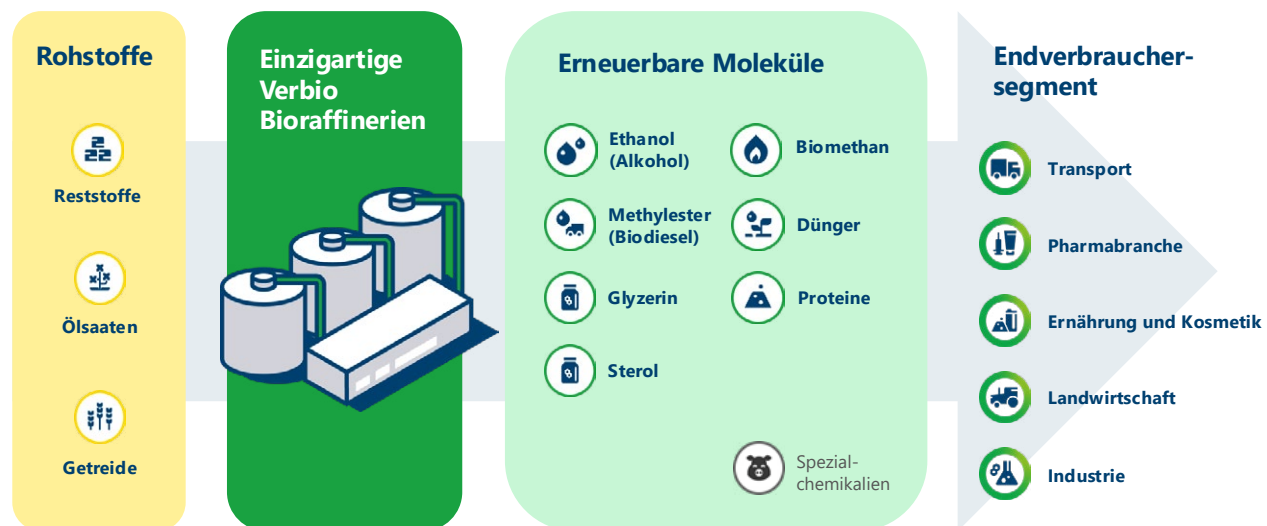 Rohstoffe
Reststoffe
Ölsaaten
Getreide
Einzigartige
Verbio
Bioraffinerien
Erneuerbare Moleküle
Ethanol
(Alkohol)
Methylester
(Biodiesel)
Glyzerin
Sterol
Biomethan
Dünger
Proteine
Spezial-
chemikalien
Endverbraucher-
segment
Transport
Pharmabranche
Ernährung und Kosmetik
Landwirtschaft
Industrie